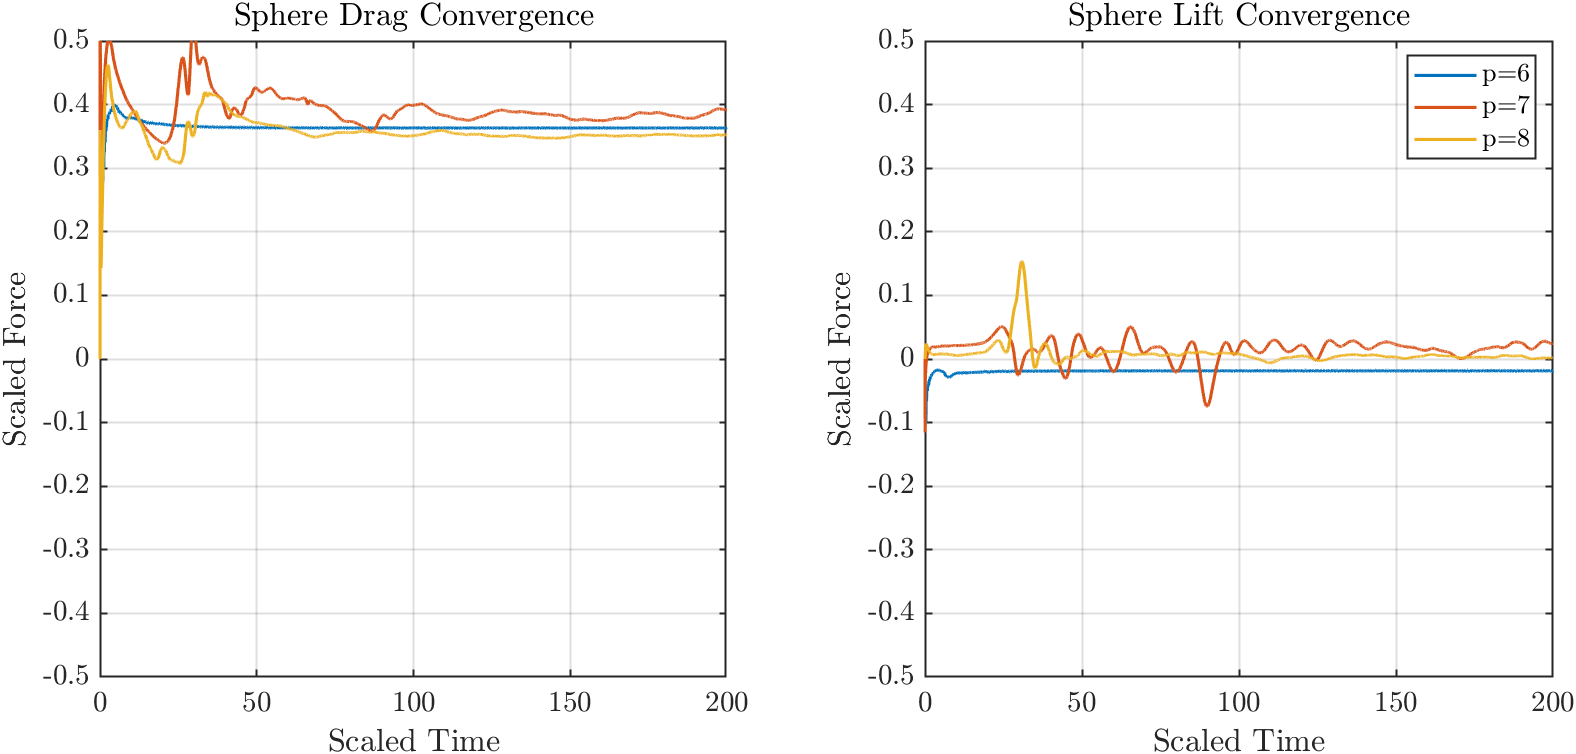 Sphere Drag Convergence
0.5
0.4
0.3
0.2
0.1
0
-0.1
-0.2
-0.3
-0.4
-0.5
Scaled Force
0 50 100 150 200
Scaled Time
Sphere Lift Convergence
0.5
0.4
0.3
0.2
0.1
0
-0.1
-0.2
-0.3
-0.4
-0.5
Scaled Force
0 50 100 150 200
Scaled Time
p=6
p=7
p=8